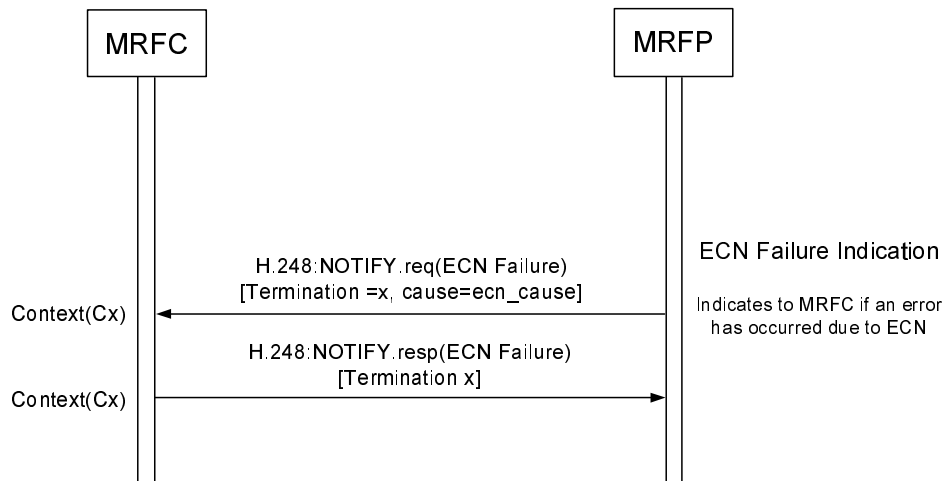 MRFC
MRFP
ECN Failure Indication
H.248:NOTIFY.req(ECN Failure)
[Termination =x, cause=ecn_cause]
Indicates to MRFC if an error
has occurred due to ECN
Context(Cx)
H.248:NOTIFY.resp(ECN Failure)
[Termination x]
Context(Cx)